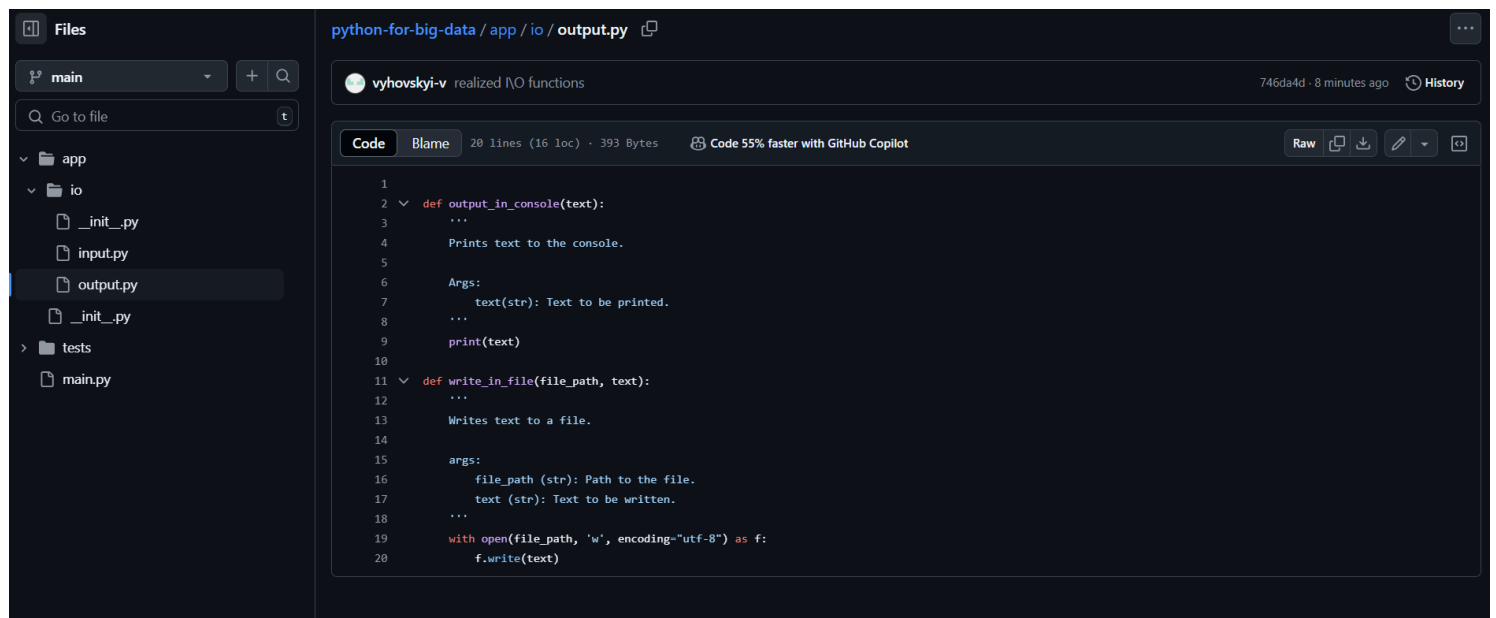 Files
main
Go to file
t
app
io
__init__.py
input.py
output.py
__init__.py
tests
main.py
python-for-big-data / app / io / output.py
vyhovskyi-v realized I\O functions
746da4d · 8 minutes ago
History
Code
Blame
20 lines (16 loc) · 393 Bytes
Code 55% faster with GitHub Copilot
Raw
1
2 def output_in_console(text):
3     '''
4     Prints text to the console.
5
6     Args:
7         text(str): Text to be printed.
8     '''
9     print(text)
10
11 def write_in_file(file_path, text):
12     '''
13     Writes text to a file.
14
15     args:
16         file_path (str): Path to the file.
17         text (str): Text to be written.
18     '''
19     with open(file_path, 'w', encoding="utf-8") as f:
20         f.write(text)